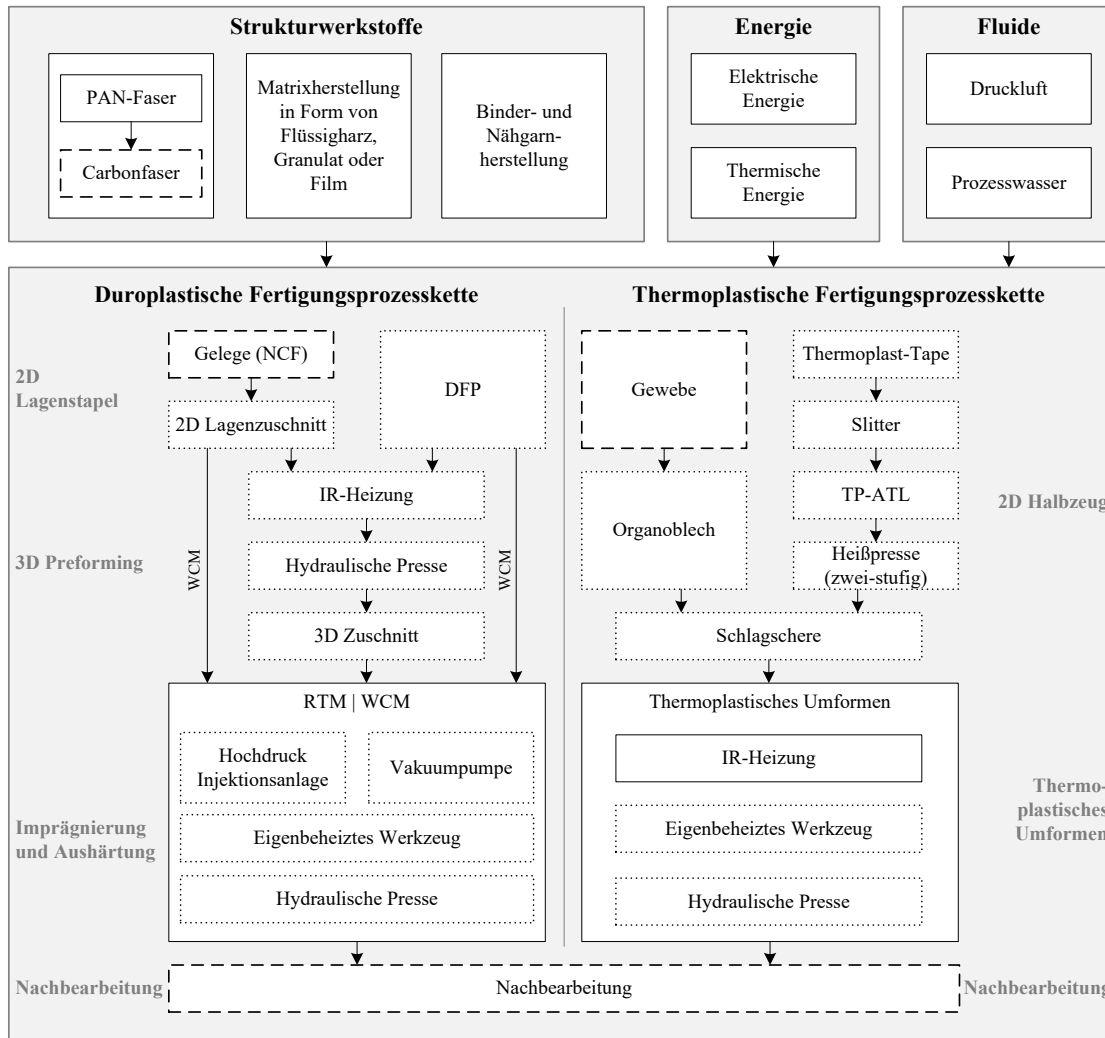 Strukturwerkstoffe
PAN-Faser
Carbonfaser
Matrixherstellung
in Form von
Flüssigharz,
Granulat oder
Film
Binder- und
Nähgarn-
herstellung
Energie
Elektrische
Energie
Thermische
Energie
Fluide
Druckluft
Prozesswasser
Duroplastische Fertigungsprozesskette
2D
Lagenstapel
Gelege (NCF)
DFP
2D Lagenzuschnitt
IR-Heizung
3D Preforming
WCM
Hydraulische Presse
WCM
3D Zuschnitt
RTM | WCM
Hochdruck
Injektionsanlage
Vakuumpumpe
Imprägnierung
und Aushärtung
Eigenbeheiztes Werkzeug
Hydraulische Presse
Thermoplastische Fertigungsprozesskette
Gewebe
Thermoplast-Tape
Slitter
Organoblech
TP-ATL
2D Halbzeug
Heißpresse
(zwei-stufig)
Schlagschere
Thermoplastisches Umformen
IR-Heizung
Eigenbeheiztes Werkzeug
Hydraulische Presse
Thermo-
plastisches
Umformen
Nachbearbeitung
Nachbearbeitung
Nachbearbeitung